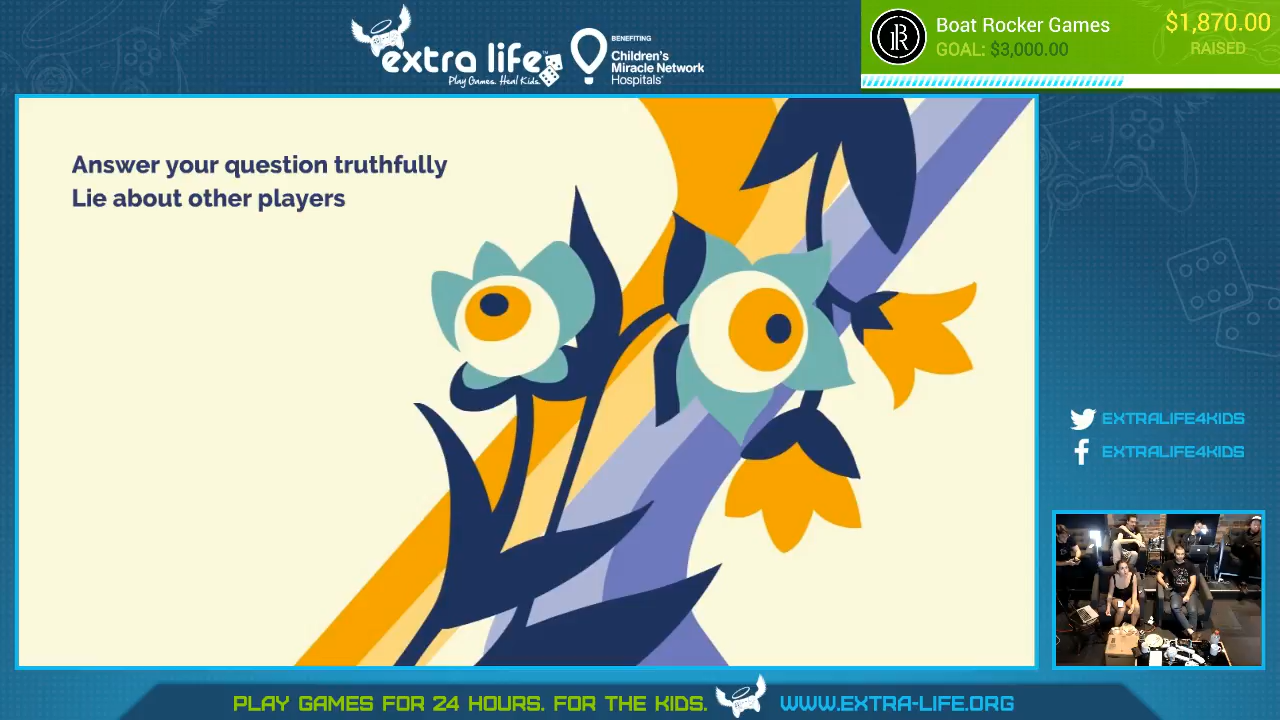 extra life
Play Games. Heal Kids.
BENEFITING
Children's
Miracle Network
Hospitals
Boat Rocker Games
GOAL: $3,000.00
$1,870.00
RAISED
Answer your question truthfully
Lie about other players
EXTRALIFE4KIDS
EXTRALIFE4KIDS
PLAY GAMES FOR 24 HOURS. FOR THE KIDS.
WWW.EXTRA-LIFE.ORG